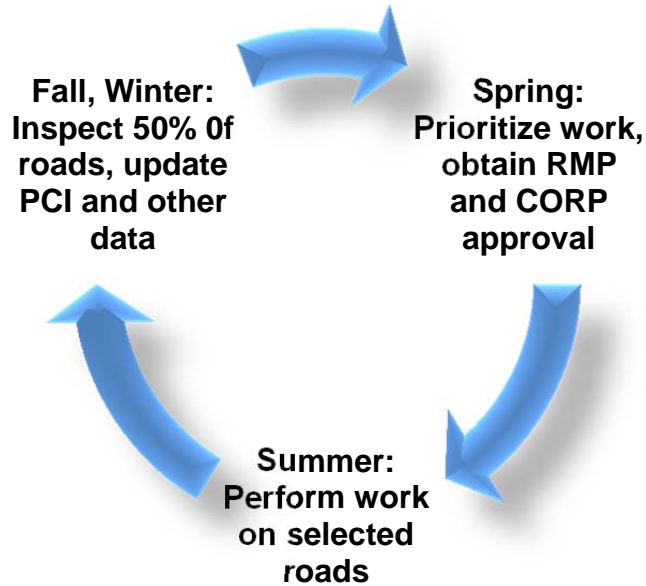 Fall, Winter:
Inspect 50% 0f
roads, update
PCI and other
data
Spring:
Prioritize work,
obtain RMP
and CORP
approval
Summer:
Perform work
on selected
roads